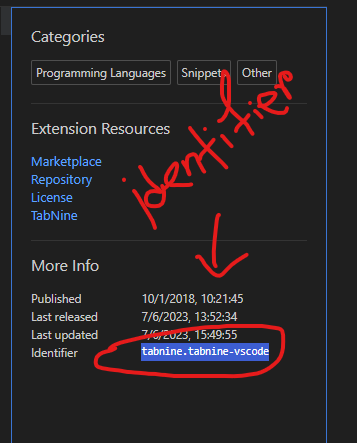 Categories
Programming Languages Snippets Other
identifier
Extension Resources
Marketplace
Repository
License
TabNine
More Info
Published 10/1/2018, 10:21:45
Last released 7/6/2023, 13:52:34
Last updated 7/6/2023, 15:49:55
Identifier tabnine.tabnine-vscode